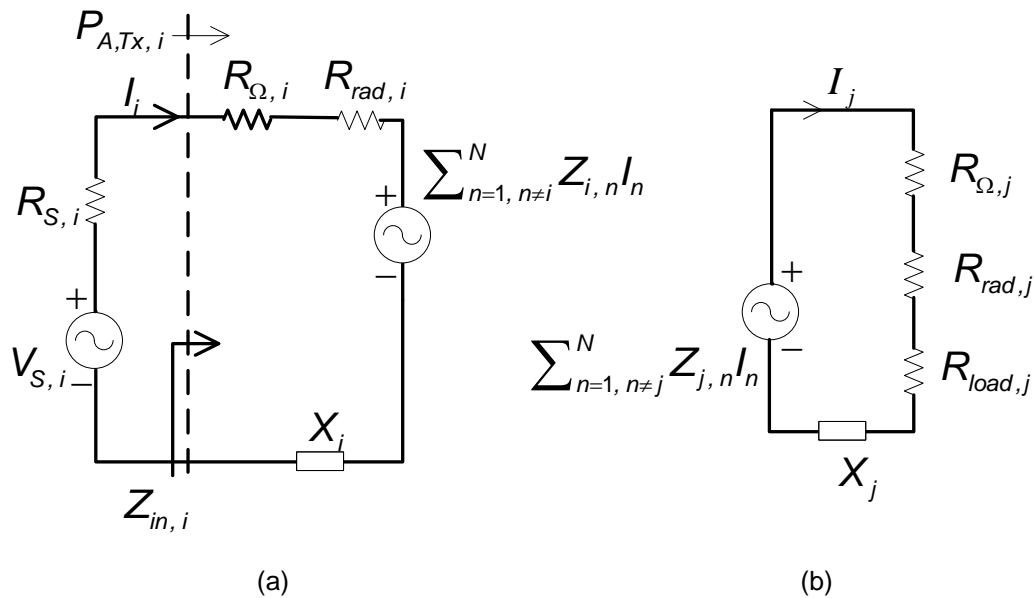 P_{A,Tx, i}
I_i
R_{Ω, i}
R_{rad, i}
R_{S, i}
+
V_{S, i}
−
+
∑_{n=1, n≠i}^{N} Z_{i, n} I_n
−
X_i
Z_{in, i}
(a)
I_j
R_{Ω, j}
R_{rad, j}
R_{load, j}
+
−
∑_{n=1, n≠j}^{N} Z_{j, n} I_n
X_j
(b)